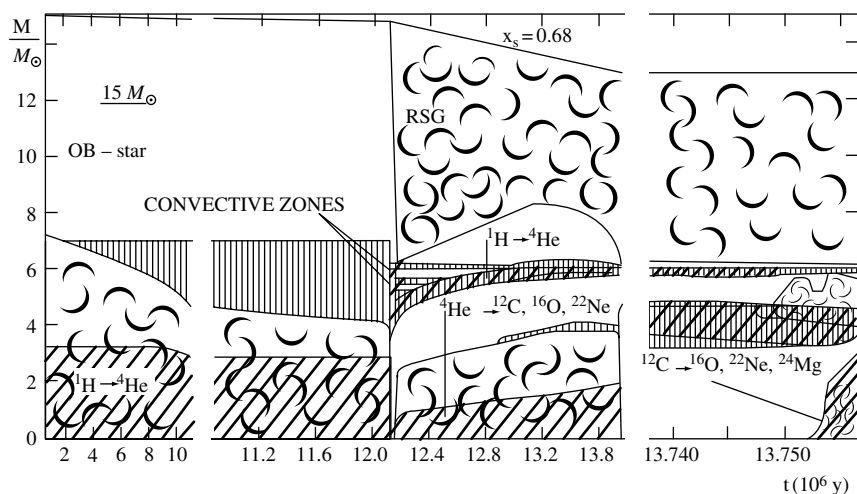 M
M☉
12
10
8
6
4
2
0
15 M☉
OB – star
CONVECTIVE ZONES
xₛ = 0.68
RSG
¹H → ⁴He
⁴He → ¹²C, ¹⁶O, ²²Ne
¹H → ⁴He
¹²C → ¹⁶O, ²²Ne, ²⁴Mg
2 4 6 8 10 11.2 11.6 12.0 12.4 12.8 13.2 13.8 13.740 13.750
t (10⁶ y)